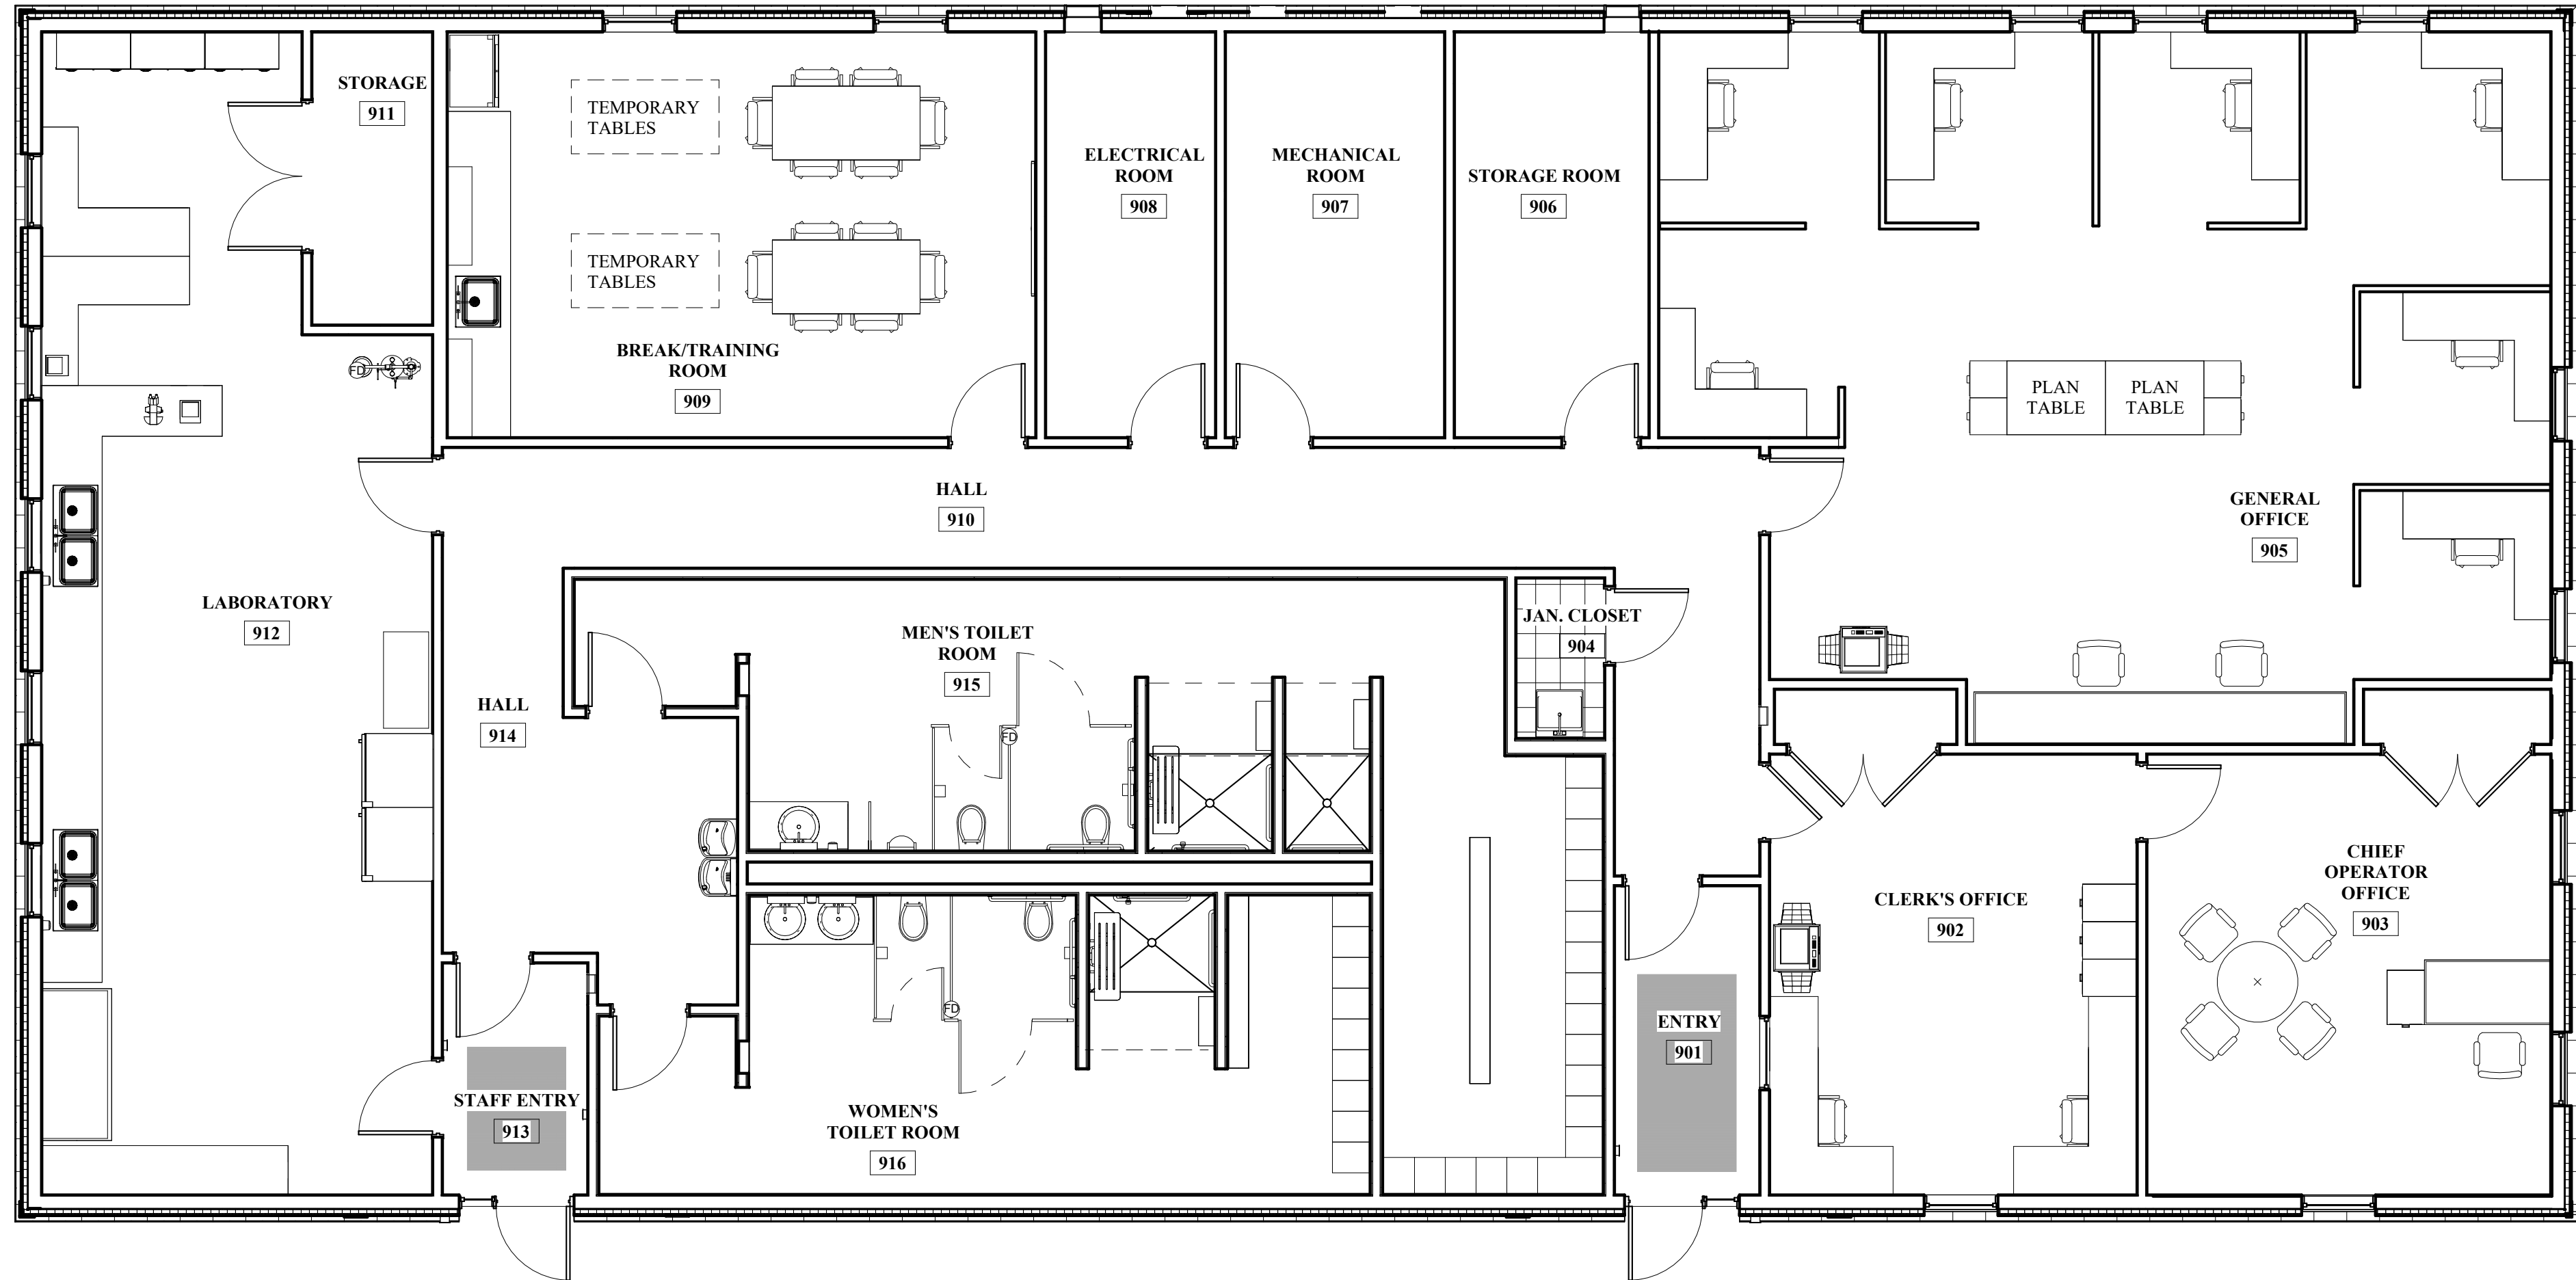 STORAGE
911
TEMPORARY
TABLES
TEMPORARY
TABLES
BREAK/TRAINING
ROOM
909
ELECTRICAL
ROOM
908
MECHANICAL
ROOM
907
STORAGE ROOM
906
PLAN
TABLE
PLAN
TABLE
GENERAL
OFFICE
905
FD
HALL
910
LABORATORY
912
HALL
914
MEN'S TOILET
ROOM
915
FD
JAN. CLOSET
904
CLERK'S OFFICE
902
CHIEF
OPERATOR
OFFICE
903
FD
ENTRY
901
STAFF ENTRY
913
WOMEN'S
TOILET ROOM
916